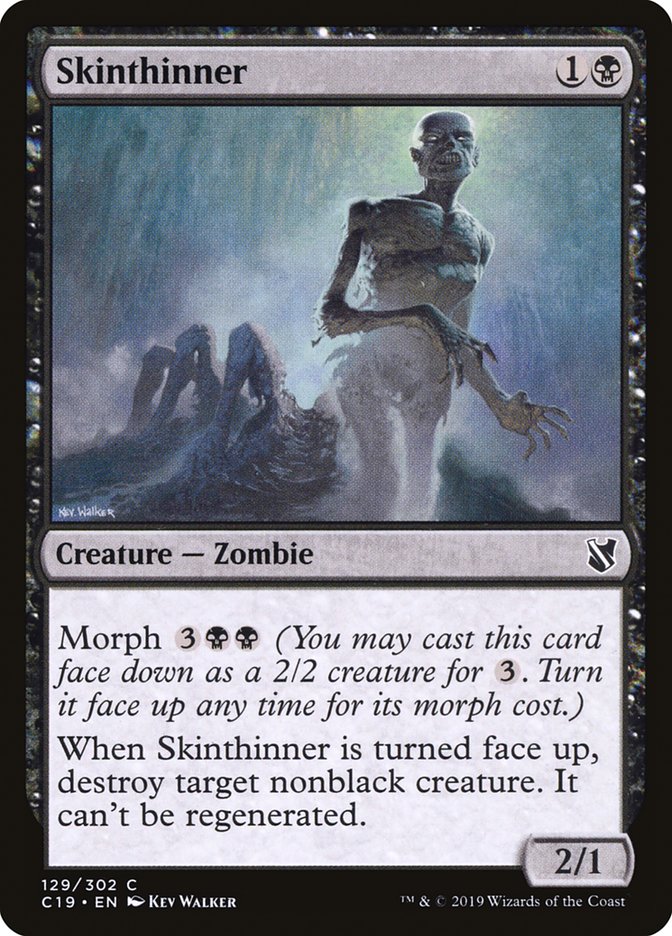 Skinthinner 1
KEV. WALKER
Creature — Zombie
Morph 3 (You may cast this card
face down as a 2/2 creature for 3. Turn
it face up any time for its morph cost.)
When Skinthinner is turned face up,
destroy target nonblack creature. It
can't be regenerated.
2/1
129/302 C
C19 • EN KEV WALKER
™ & © 2019 Wizards of the Coast